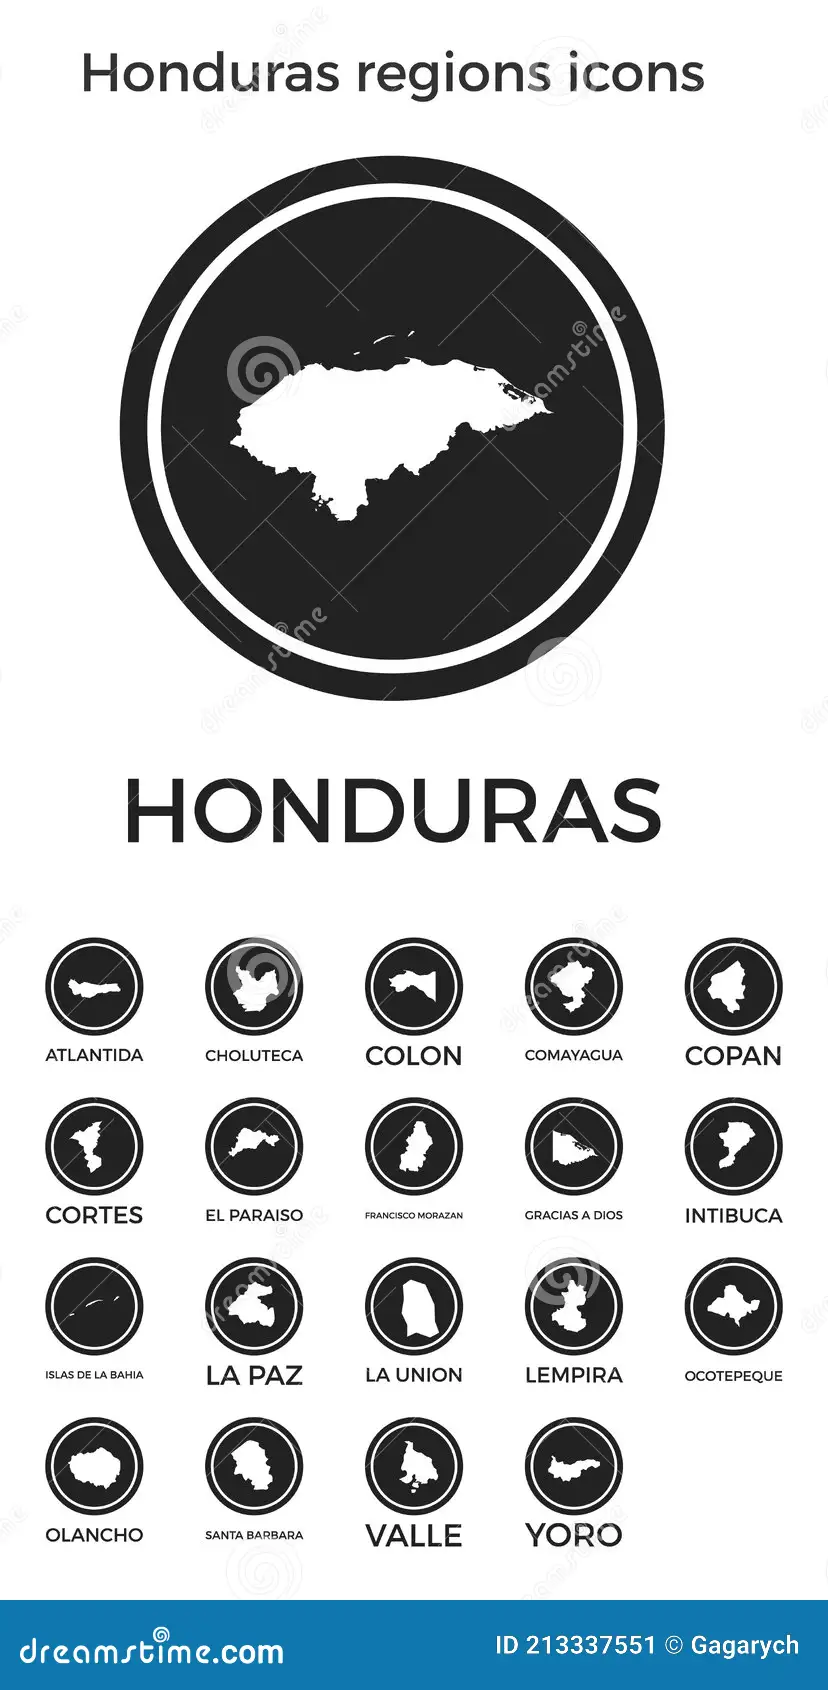 Honduras regions icons
HONDURAS
ATLANTIDA
CHOLUTECA
COLON
COMAYAGUA
COPAN
CORTES
EL PARAISO
FRANCISCO MORAZAN
GRACIAS A DIOS
INTIBUCA
ISLAS DE LA BAHIA
LA PAZ
LA UNION
LEMPIRA
OCOTEPEQUE
OLANCHO
SANTA BARBARA
VALLE
YORO
dreamstime.com
ID 213337551 © Gagarych